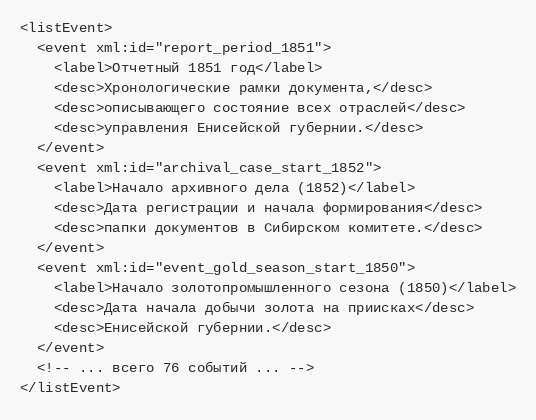 <listEvent>
  <event xml:id="report_period_1851">
    <label>Отчетный 1851 год</label>
    <desc>Хронологические рамки документа,</desc>
    <desc>описывающего состояние всех отраслей</desc>
    <desc>управления Енисейской губернии.</desc>
  </event>
  <event xml:id="archival_case_start_1852">
    <label>Начало архивного дела (1852)</label>
    <desc>Дата регистрации и начала формирования</desc>
    <desc>папки документов в Сибирском комитете.</desc>
  </event>
  <event xml:id="event_gold_season_start_1850">
    <label>Начало золотопромышленного сезона (1850)</label>
    <desc>Дата начала добычи золота на приисках</desc>
    <desc>Енисейской губернии.</desc>
  </event>
  <!-- ... всего 76 событий ... -->
</listEvent>